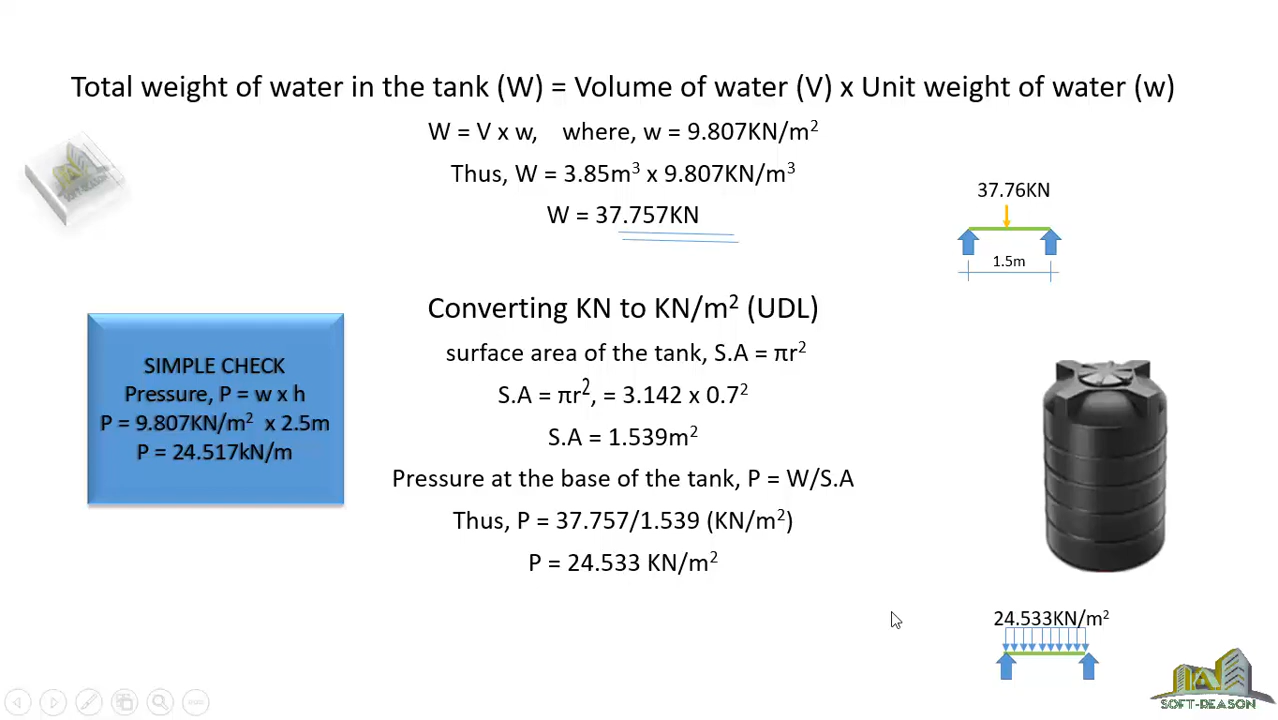 Total weight of water in the tank (W) = Volume of water (V) x Unit weight of water (w)
W = V x w, where, w = 9.807KN/m²
Thus, W = 3.85m³ x 9.807KN/m³
W = 37.757KN
37.76KN
1.5m
Converting KN to KN/m² (UDL)
surface area of the tank, S.A = πr²
S.A = πr², = 3.142 x 0.7²
S.A = 1.539m²
Pressure at the base of the tank, P = W/S.A
Thus, P = 37.757/1.539 (KN/m²)
P = 24.533 KN/m²
SIMPLE CHECK
Pressure, P = w x h
P = 9.807KN/m² x 2.5m
P = 24.517kN/m
24.533KN/m²
SOFT-REASON
SOFT-REASON